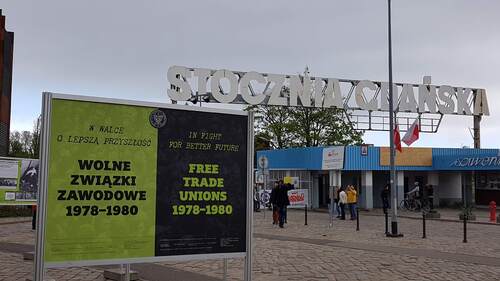 STOCZNIA GDAŃSKA
W WALCE
O LEPSZĄ PRZYSZŁOŚĆ
WOLNE
ZWIĄZKI
ZAWODOWE
1978–1980
IN FIGHT
FOR BETTER FUTURE
FREE
TRADE
UNIONS
1978–1980